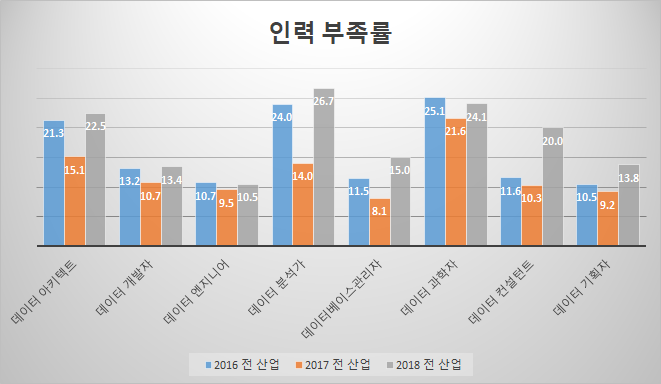 인력 부족률
21.3 15.1 22.5
13.2 10.7 13.4
10.7 9.5 10.5
24.0 14.0 26.7
11.5 8.1 15.0
25.1 21.6 24.1
11.6 10.3 20.0
10.5 9.2 13.8
데이터 아키텍트
데이터 개발자
데이터 엔지니어
데이터 분석가
데이터베이스관리자
데이터 과학자
데이터 컨설턴트
데이터 기획자
2016 전 산업 2017 전 산업 2018 전 산업